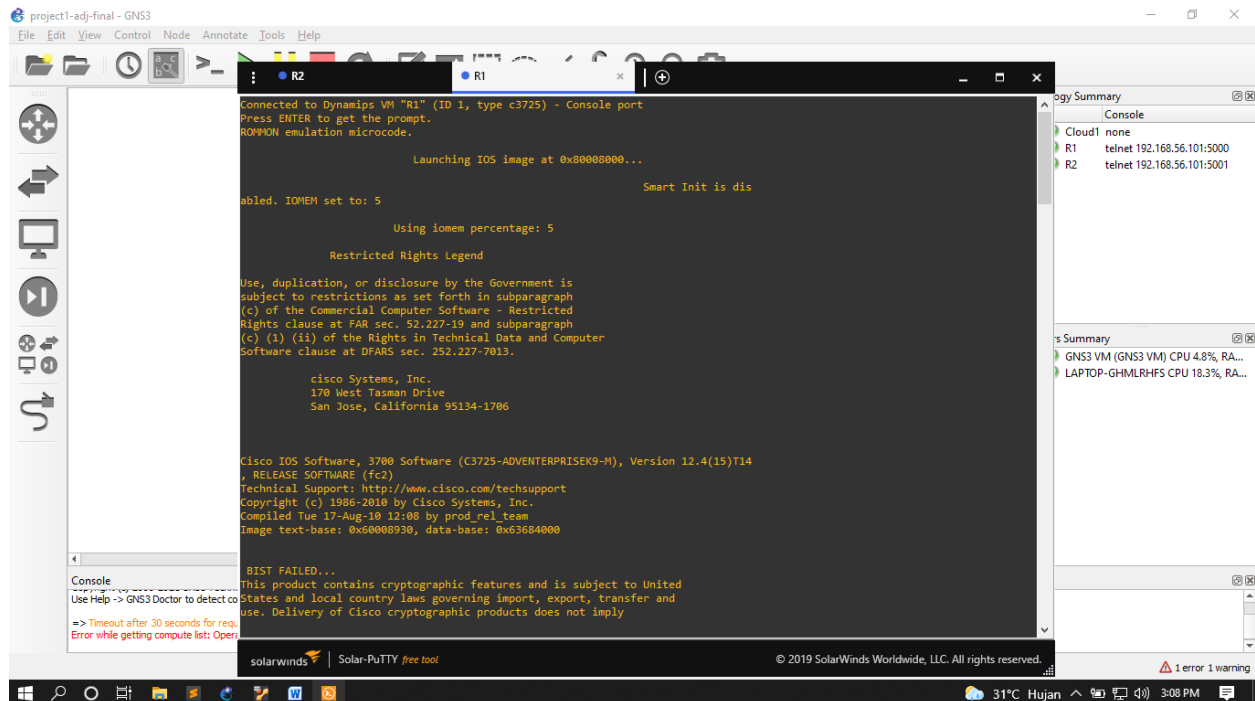 project1-adj-final - GNS3
File Edit View Control Node Annotate Tools Help
R2
R1
Connected to Dynamips VM "R1" (ID 1, type c3725) - Console port
Press ENTER to get the prompt.
ROMMON emulation microcode.
Launching IOS image at 0x80008000...
Smart Init is dis
abled. IOMEM set to: 5
Using iomem percentage: 5
Restricted Rights Legend
Use, duplication, or disclosure by the Government is
subject to restrictions as set forth in subparagraph
(c) of the Commercial Computer Software - Restricted
Rights clause at FAR sec. 52.227-19 and subparagraph
(c) (1) (ii) of the Rights in Technical Data and Computer
Software clause at DFARS sec. 252.227-7013.
cisco Systems, Inc.
170 West Tasman Drive
San Jose, California 95134-1706
Cisco IOS Software, 3700 Software (C3725-ADVENTERPRISEK9-M), Version 12.4(15)T14
, RELEASE SOFTWARE (fc2)
Technical Support: http://www.cisco.com/techsupport
Copyright (c) 1986-2010 by Cisco Systems, Inc.
Compiled Tue 17-Aug-10 12:08 by prod_rel_team
Image text-base: 0x60008930, data-base: 0x63684000
BIST FAILED...
This product contains cryptographic features and is subject to United
States and local country laws governing import, export, transfer and
use. Delivery of Cisco cryptographic products does not imply
solarwinds Solar-PuTTY free tool
© 2019 SolarWinds Worldwide, LLC. All rights reserved.
ogy Summary
Console
Cloud1 none
R1 telnet 192.168.56.101:5000
R2 telnet 192.168.56.101:5001
s Summary
GNS3 VM (GNS3 VM) CPU 4.8%, RA...
LAPTOP-GHMLRHFS CPU 18.3%, RA...
Console
Use Help -> GNS3 Doctor to detect co
=> Timeout after 30 seconds for requ
Error while getting compute list: Opera
1 error 1 warning
31°C Hujan
3:08 PM